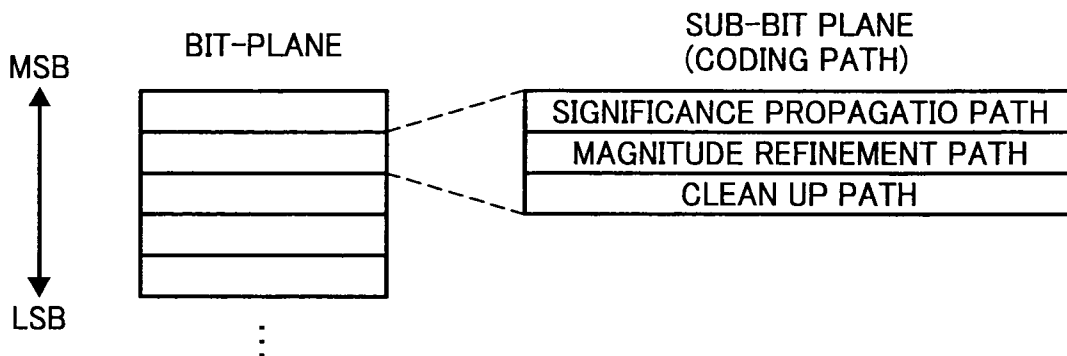 MSB
LSB
BIT-PLANE
SUB-BIT PLANE
(CODING PATH)
SIGNIFICANCE PROPAGATIO PATH
MAGNITUDE REFINEMENT PATH
CLEAN UP PATH